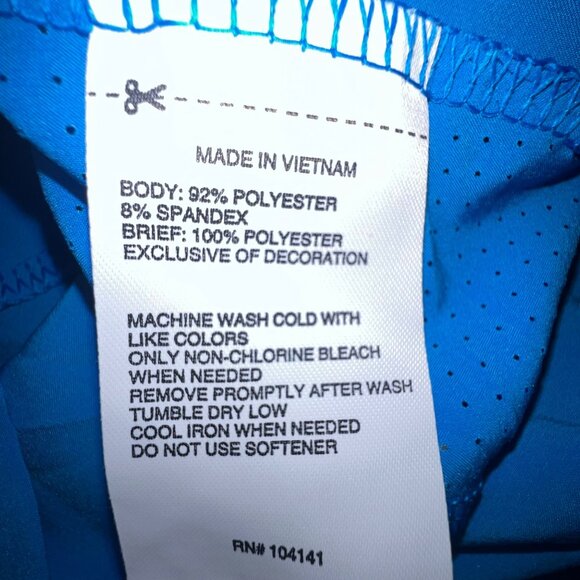 MADE IN VIETNAM
BODY: 92% POLYESTER
8% SPANDEX
BRIEF: 100% POLYESTER
EXCLUSIVE OF DECORATION
MACHINE WASH COLD WITH
LIKE COLORS
ONLY NON-CHLORINE BLEACH
WHEN NEEDED
REMOVE PROMPTLY AFTER WASH
TUMBLE DRY LOW
COOL IRON WHEN NEEDED
DO NOT USE SOFTENER
RN# 104141